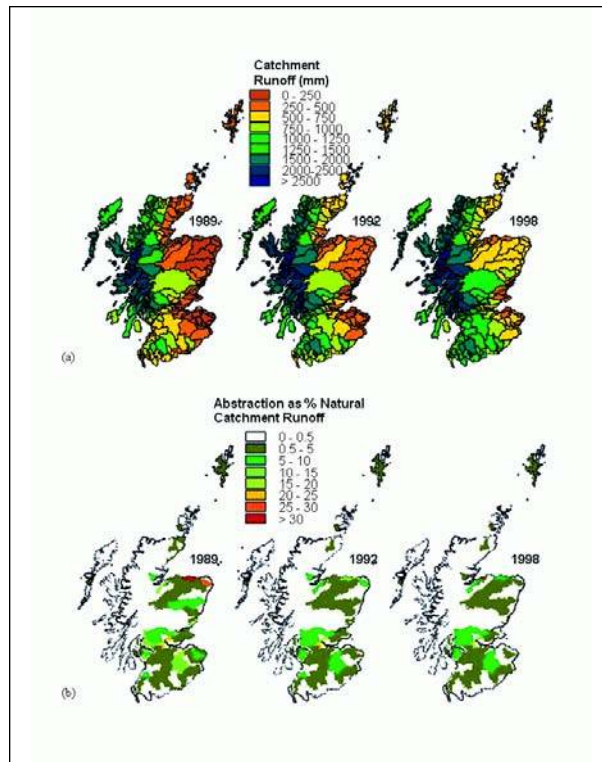 Catchment
Runoff (mm)
0 - 250
250 - 500
500 - 750
750 - 1000
1000 - 1250
1250 - 1500
1500 - 2000
2000-2500
> 2500
1989
1992
1998
(a)
Abstraction as % Natural
Catchment Runoff
0 - 0.5
0.5 - 5
5 - 10
10 - 15
15 - 20
20 - 25
25 - 30
> 30
1989
1992
1998
(b)